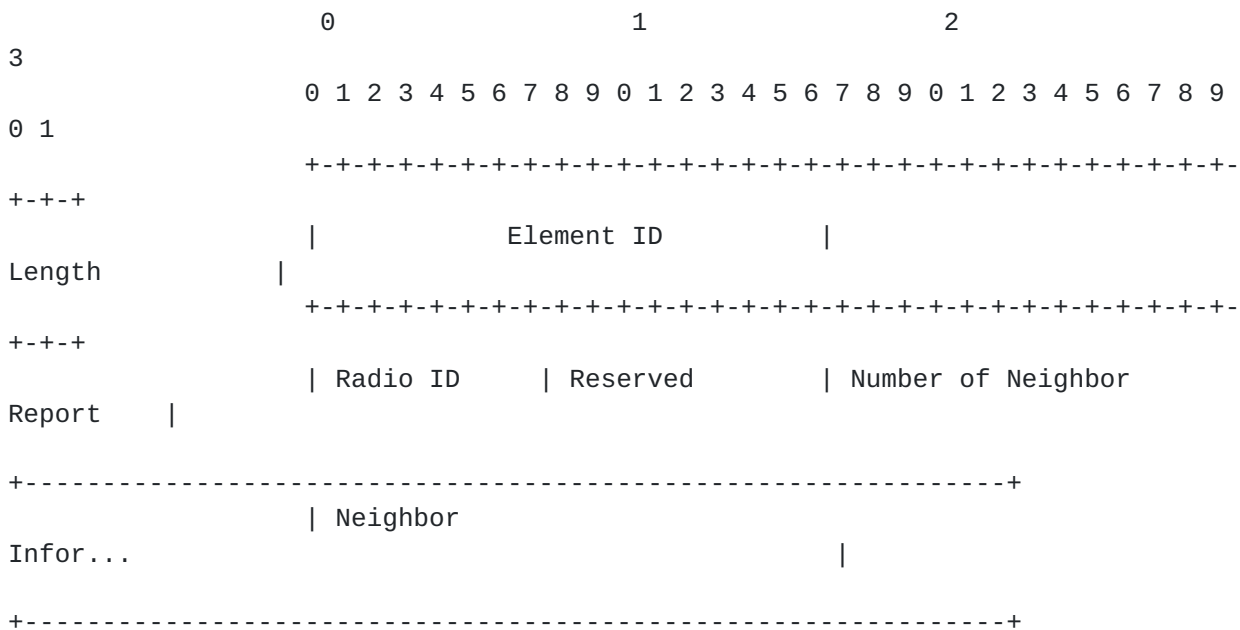 0                   1                   2
3
                   0 1 2 3 4 5 6 7 8 9 0 1 2 3 4 5 6 7 8 9 0 1 2 3 4 5 6 7 8 9
0 1
                   +-+-+-+-+-+-+-+-+-+-+-+-+-+-+-+-+-+-+-+-+-+-+-+-+-+-+-+-+-+-
+-+-+
                   |            Element ID          |
Length           |
                   +-+-+-+-+-+-+-+-+-+-+-+-+-+-+-+-+-+-+-+-+-+-+-+-+-+-+-+-+-+-
+-+-+
                   | Radio ID     | Reserved        | Number of Neighbor
Report    |
+---------------------------------------------------------------+
                   | Neighbor
Infor...                                              |
+---------------------------------------------------------------+